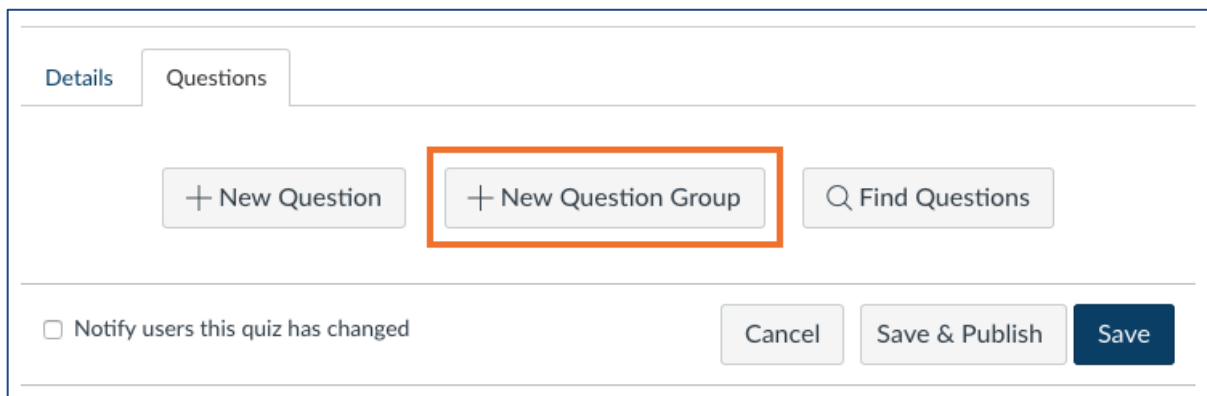 Details Questions
+ New Question + New Question Group Find Questions
Notify users this quiz has changed Cancel Save & Publish Save